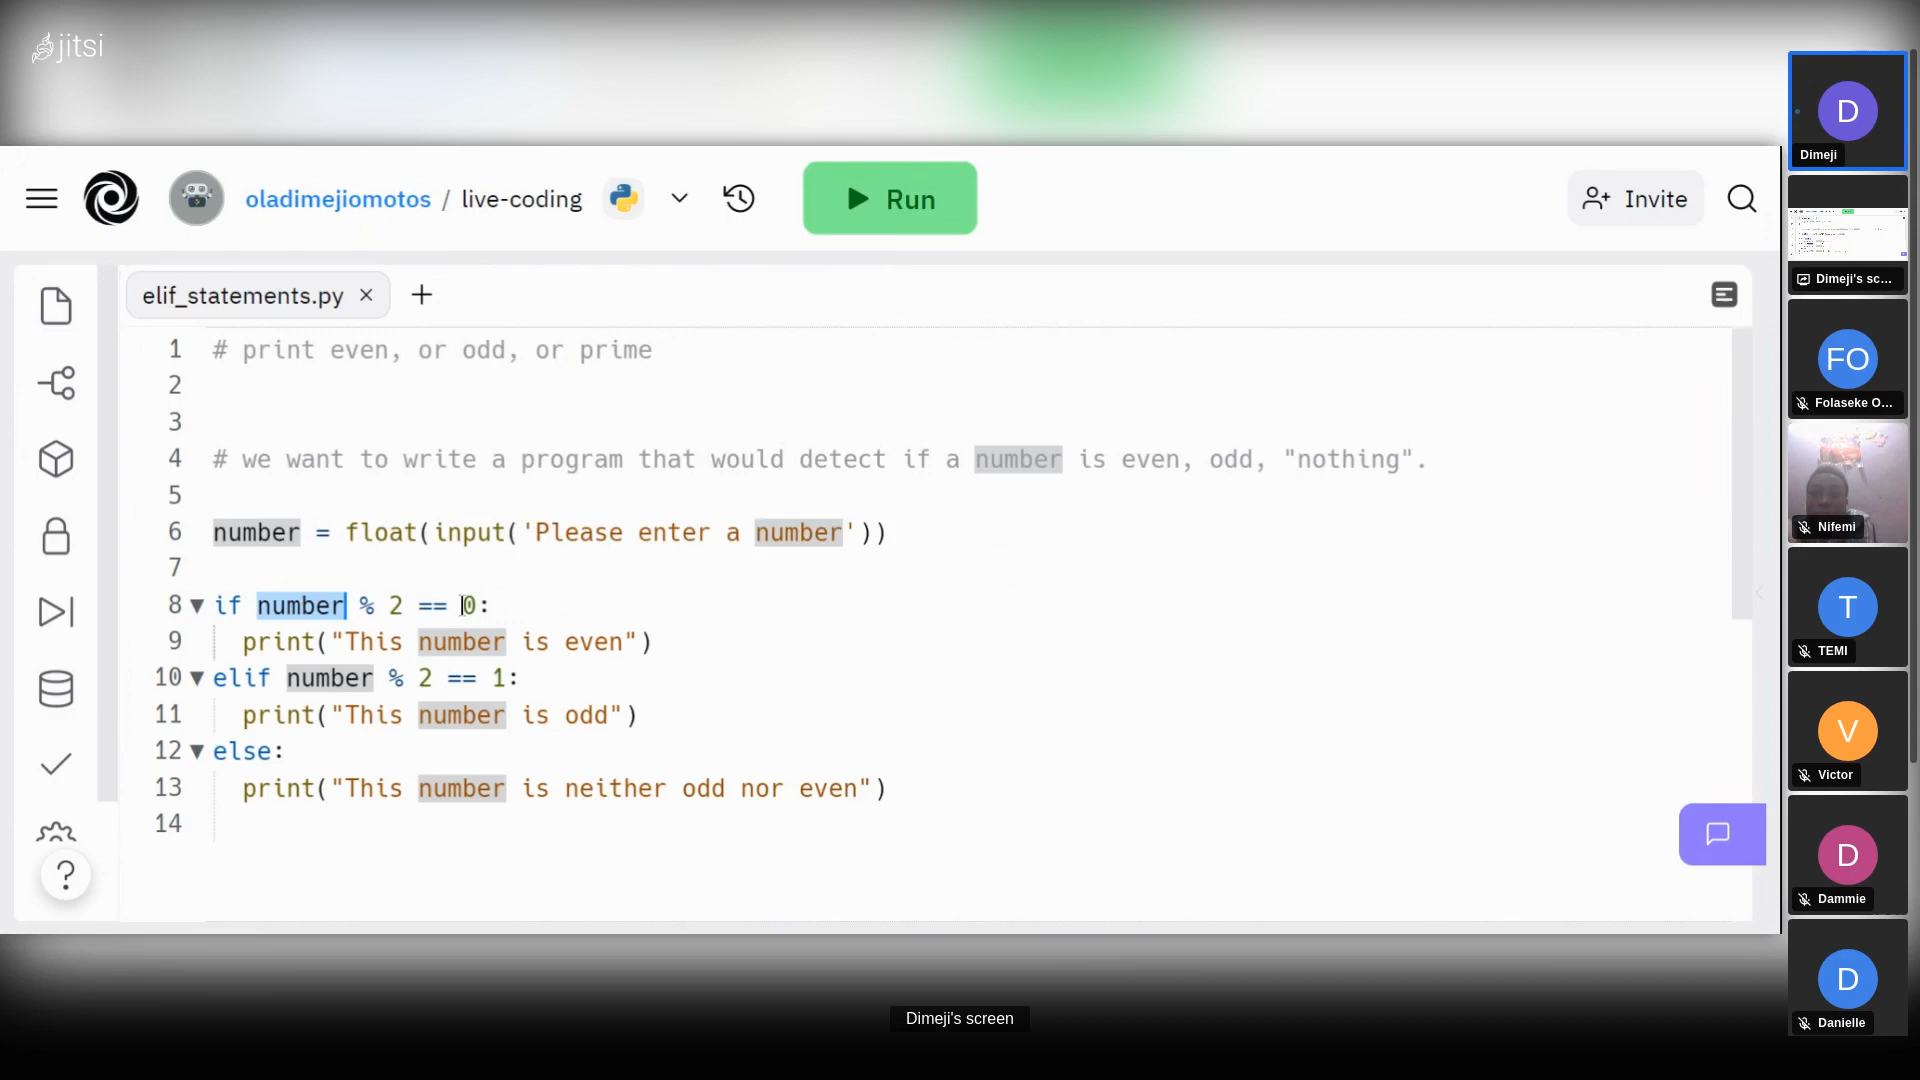 jitsi
oladimejiomotos / live-coding
Run
Invite
elif_statements.py
1 # print even, or odd, or prime
2
3
4 # we want to write a program that would detect if a number is even, odd, "nothing".
5
6 number = float(input('Please enter a number'))
7
8 if number % 2 == 0:
9 print("This number is even")
10 elif number % 2 == 1:
11 print("This number is odd")
12 else:
13 print("This number is neither odd nor even")
14
?
Dimeji's screen
D
Dimeji
Dimeji's sc...
FO
Folaseke O...
Nifemi
T
TEMI
V
Victor
D
Dammie
D
Danielle